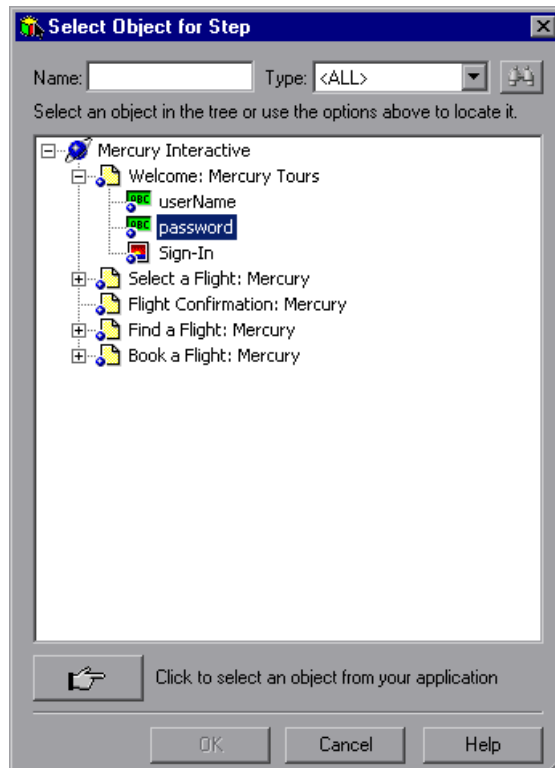 Select Object for Step
Name: Type: <ALL>
Select an object in the tree or use the options above to locate it.
Mercury Interactive
Welcome: Mercury Tours
ABC userName
ABC password
Sign-In
Select a Flight: Mercury
Flight Confirmation: Mercury
Find a Flight: Mercury
Book a Flight: Mercury
Click to select an object from your application
OK Cancel Help